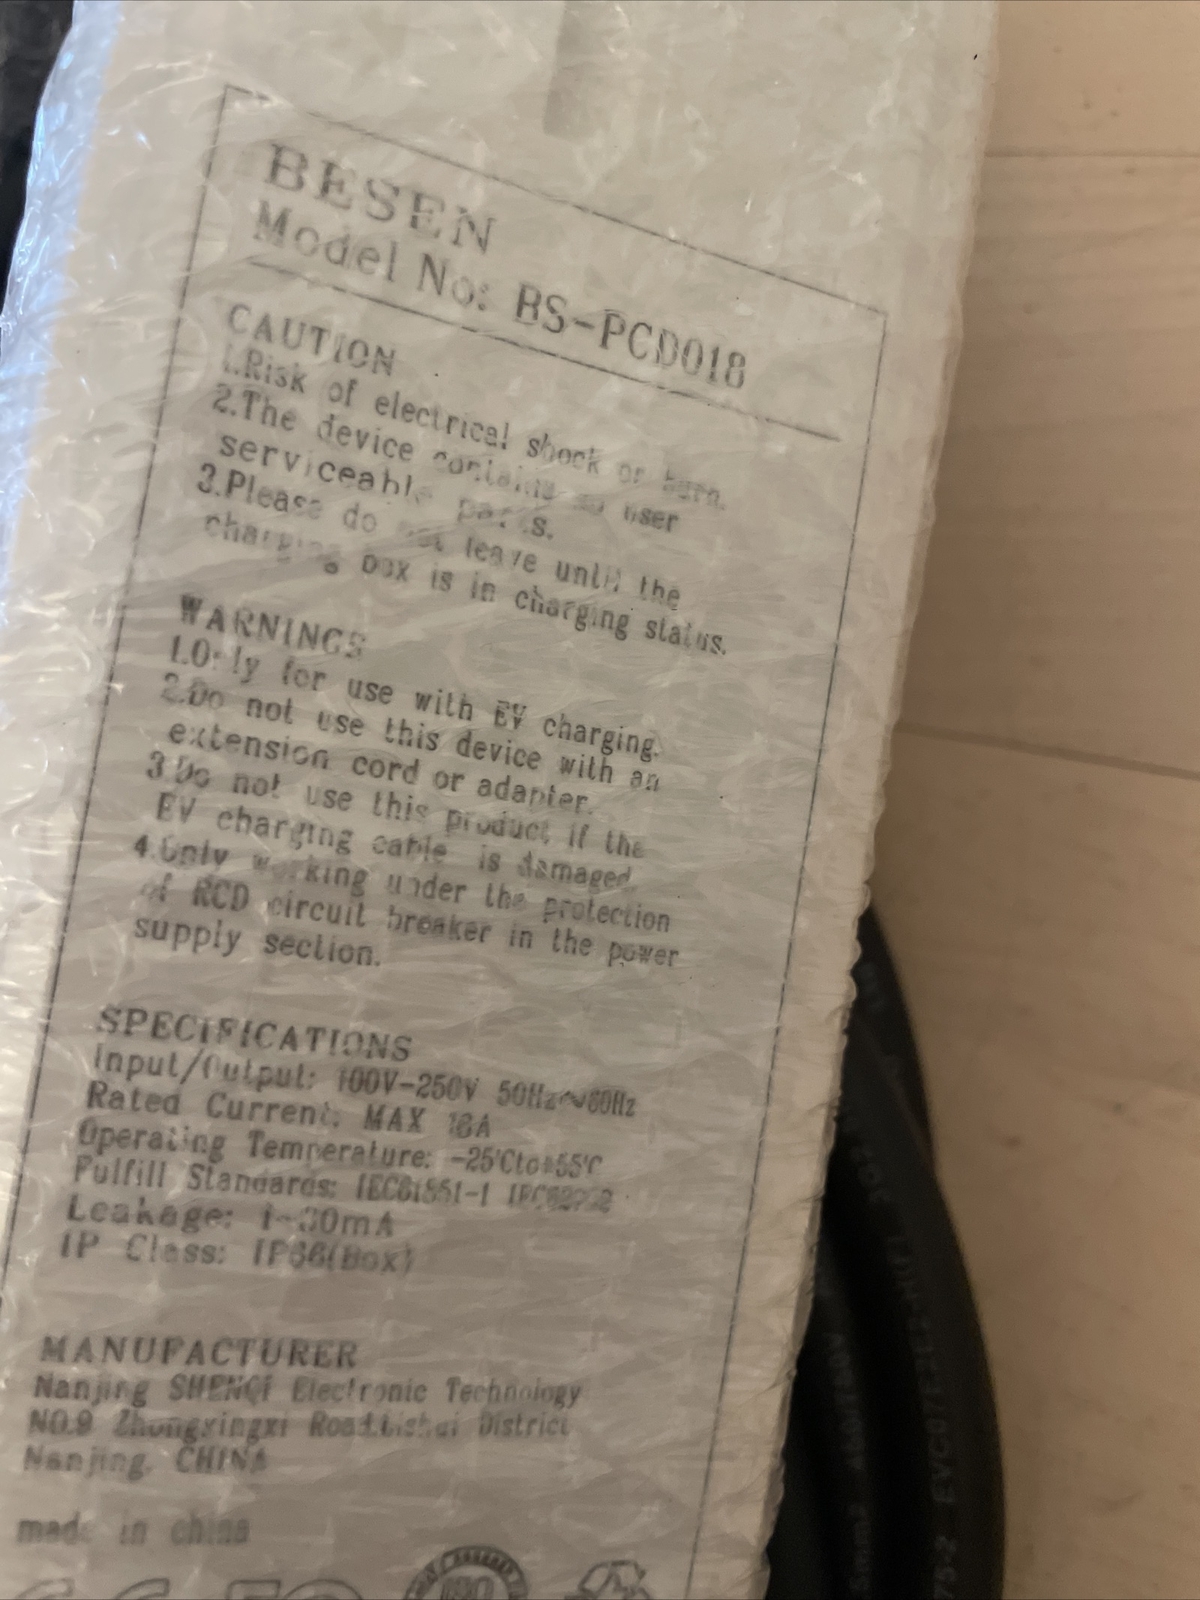 BESEN
Model No: BS-PCD018
CAUTION
1.Risk of electrical shock or burn.
2.The device contains no user
serviceable parts.
3.Please do not leave until the
charging box is in charging status.
WARNINGS
1.Only for use with EV charging.
2.Do not use this device with an
extension cord or adapter.
3.Do not use this product if the
EV charging cable is damaged.
4.Only working under the protection
of RCD circuit breaker in the power
supply section.
SPECIFICATIONS
Input/Output: 100V-250V 50Hz~60Hz
Rated Current: MAX
Operating Temperature: -25℃to+55℃
Fulfill Standards: IEC61851-1
Leakage:
IP Class: IP66(Box)
MANUFACTURER
Nanjing SHENQI Electronic Technology
NO.9 Zhongxingxi Road.Lishui District
Nanjing, CHINA
made in china
ISO
75-2 EVC07